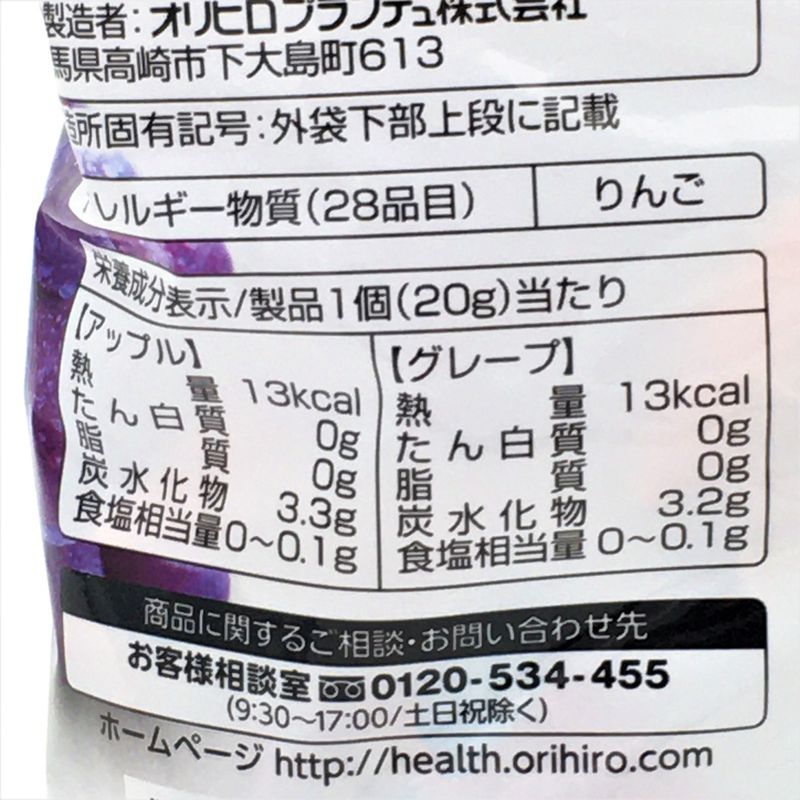 製造者:オリヒロプランデュ株式会社
馬県高崎市下大島町613
造所固有記号:外袋下部上段に記載
アレルギー物質(28品目) りんご
栄養成分表示/製品1個(20g)当たり
【アップル】
熱量 13kcal
たん白質 0g
脂質 0g
炭水化物 3.3g
食塩相当量 0～0.1g
【グレープ】
熱量 13kcal
たん白質 0g
脂質 0g
炭水化物 3.2g
食塩相当量 0～0.1g
商品に関するご相談・お問い合わせ先
お客様相談室 0120-534-455
(9:30～17:00/土日祝除く)
ホームページ http://health.orihiro.com